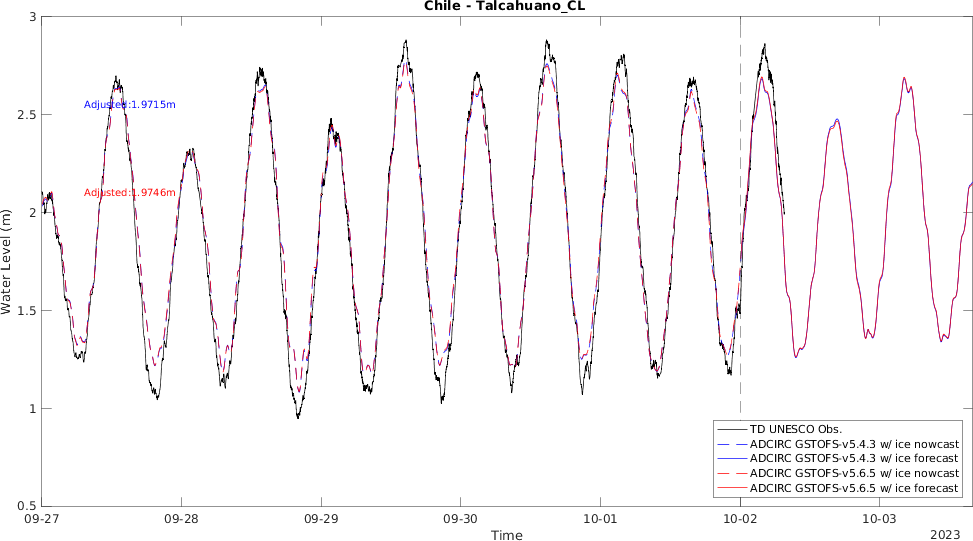 Chile - Talcahuano_CL
3
2.5
2
1.5
1
0.5
Water Level (m)
Adjusted:1.9715m
Adjusted:1.9746m
TD UNESCO Obs.
ADCIRC GSTOFS-v5.4.3 w/ ice nowcast
ADCIRC GSTOFS-v5.4.3 w/ ice forecast
ADCIRC GSTOFS-v5.6.5 w/ ice nowcast
ADCIRC GSTOFS-v5.6.5 w/ ice forecast
09-27 09-28 09-29 09-30 10-01 10-02 10-03
Time
2023